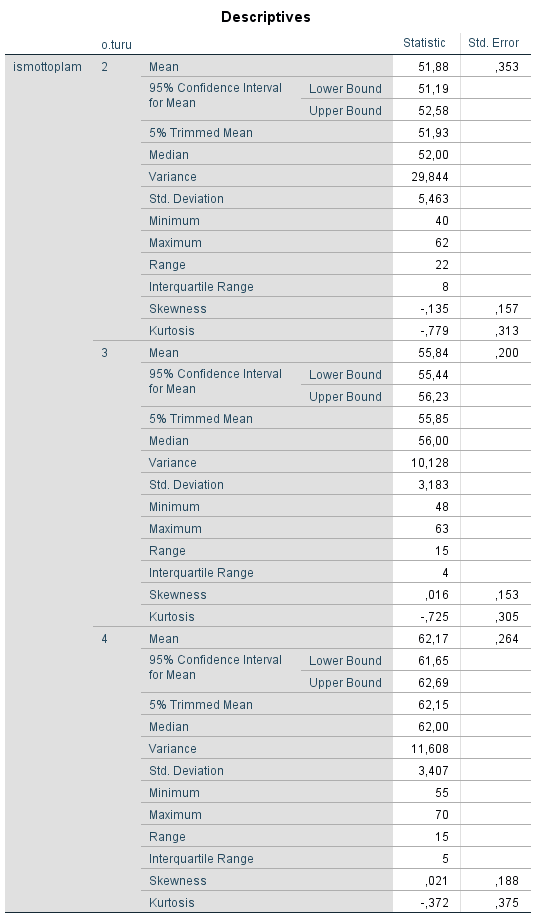 Descriptives
o.turu Statistic Std. Error
ismottoplam 2 Mean 51,88 ,353
95% Confidence Interval for Mean Lower Bound 51,19
Upper Bound 52,58
5% Trimmed Mean 51,93
Median 52,00
Variance 29,844
Std. Deviation 5,463
Minimum 40
Maximum 62
Range 22
Interquartile Range 8
Skewness -,135 ,157
Kurtosis -,779 ,313
3 Mean 55,84 ,200
95% Confidence Interval for Mean Lower Bound 55,44
Upper Bound 56,23
5% Trimmed Mean 55,85
Median 56,00
Variance 10,128
Std. Deviation 3,183
Minimum 48
Maximum 63
Range 15
Interquartile Range 4
Skewness ,016 ,153
Kurtosis -,725 ,305
4 Mean 62,17 ,264
95% Confidence Interval for Mean Lower Bound 61,65
Upper Bound 62,69
5% Trimmed Mean 62,15
Median 62,00
Variance 11,608
Std. Deviation 3,407
Minimum 55
Maximum 70
Range 15
Interquartile Range 5
Skewness ,021 ,188
Kurtosis -,372 ,375